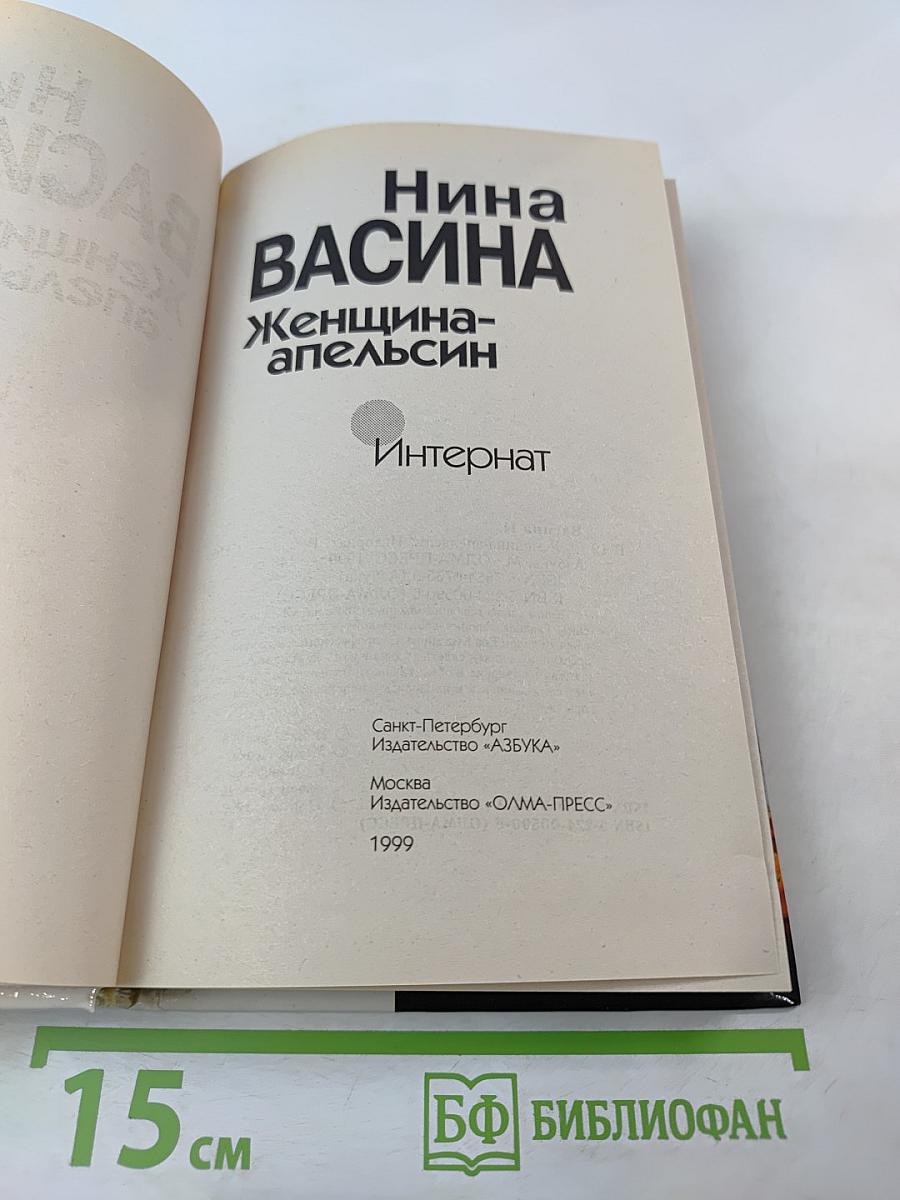 Нина
ВАСИНА
Женщина-
апельсин
Интернат
Санкт-Петербург
Издательство «АЗБУКА»
Москва
Издательство «ОЛМА-ПРЕСС»
1999
15 см
БФ БИБЛИОФАН